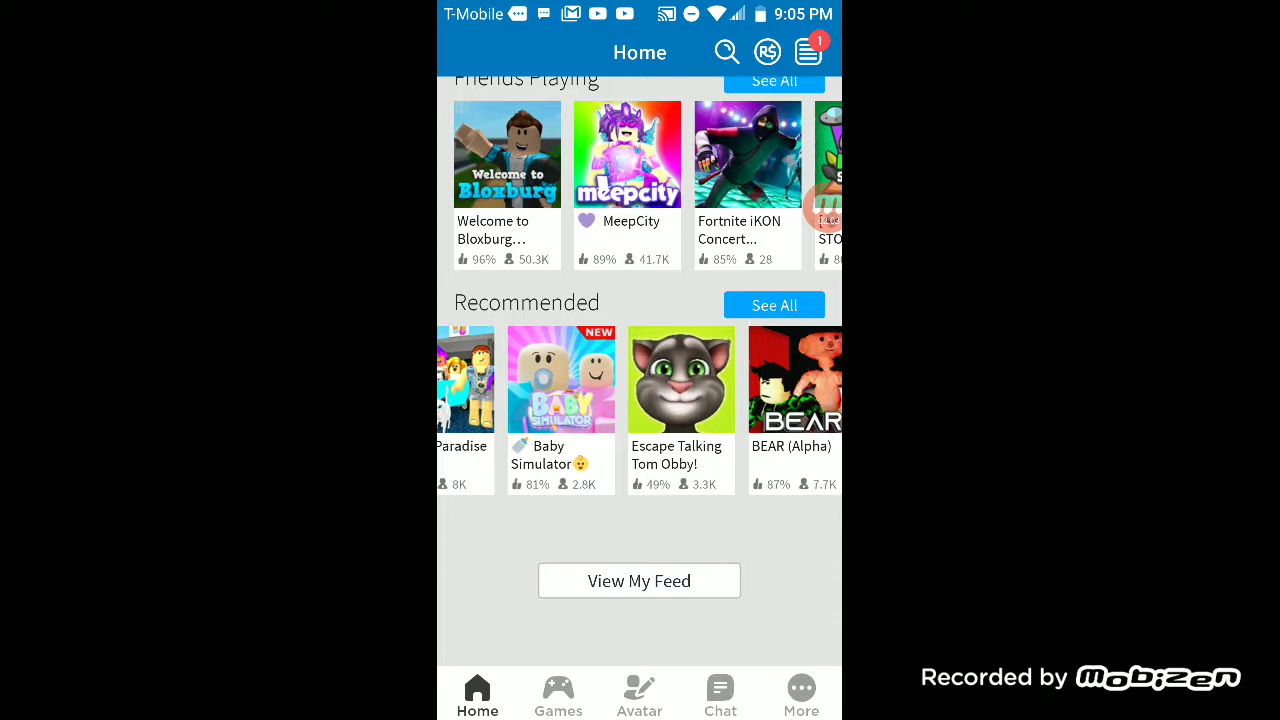 T-Mobile 9:05 PM
Home R$ 1
Friends Playing See All
Welcome to Bloxburg
meepcity
Welcome to Bloxburg...
96% 50.3K
MeepCity
89% 41.7K
Fortnite iKON Concert...
85% 28
STO
Recommended See All
Paradise
8K
NEW
BABY SIMULATOR
Baby Simulator
81% 2.8K
Escape Talking Tom Obby!
49% 3.3K
BEAR
BEAR (Alpha)
87% 7.7K
View My Feed
Home Games Avatar Chat More
Recorded by mobizen